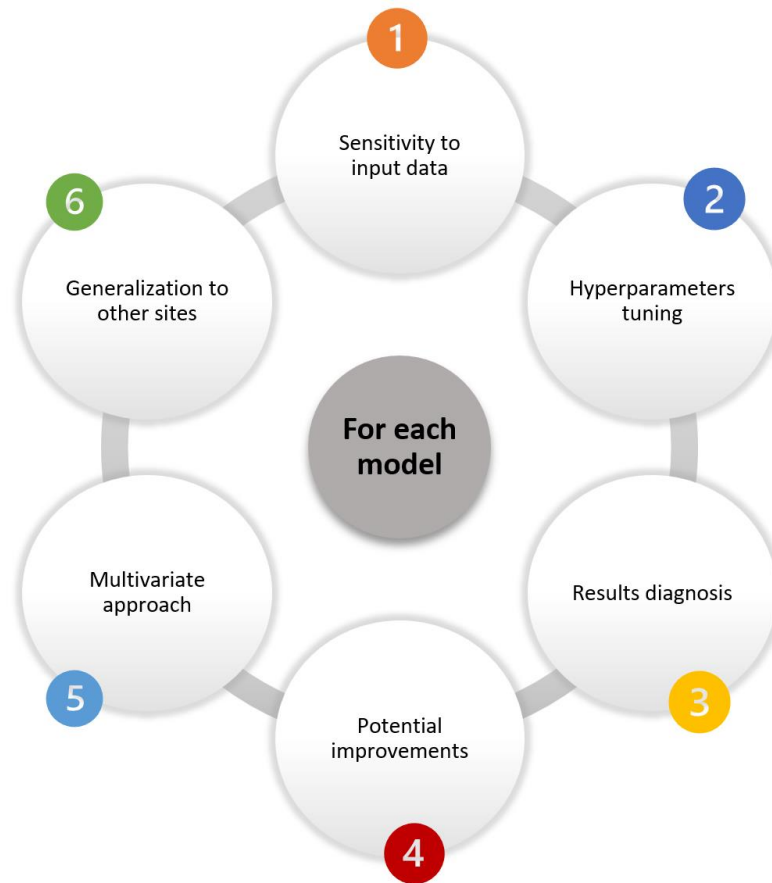 1
Sensitivity to
input data
2
Hyperparameters
tuning
3
Results diagnosis
4
Potential
improvements
5
Multivariate
approach
6
Generalization to
other sites
For each
model